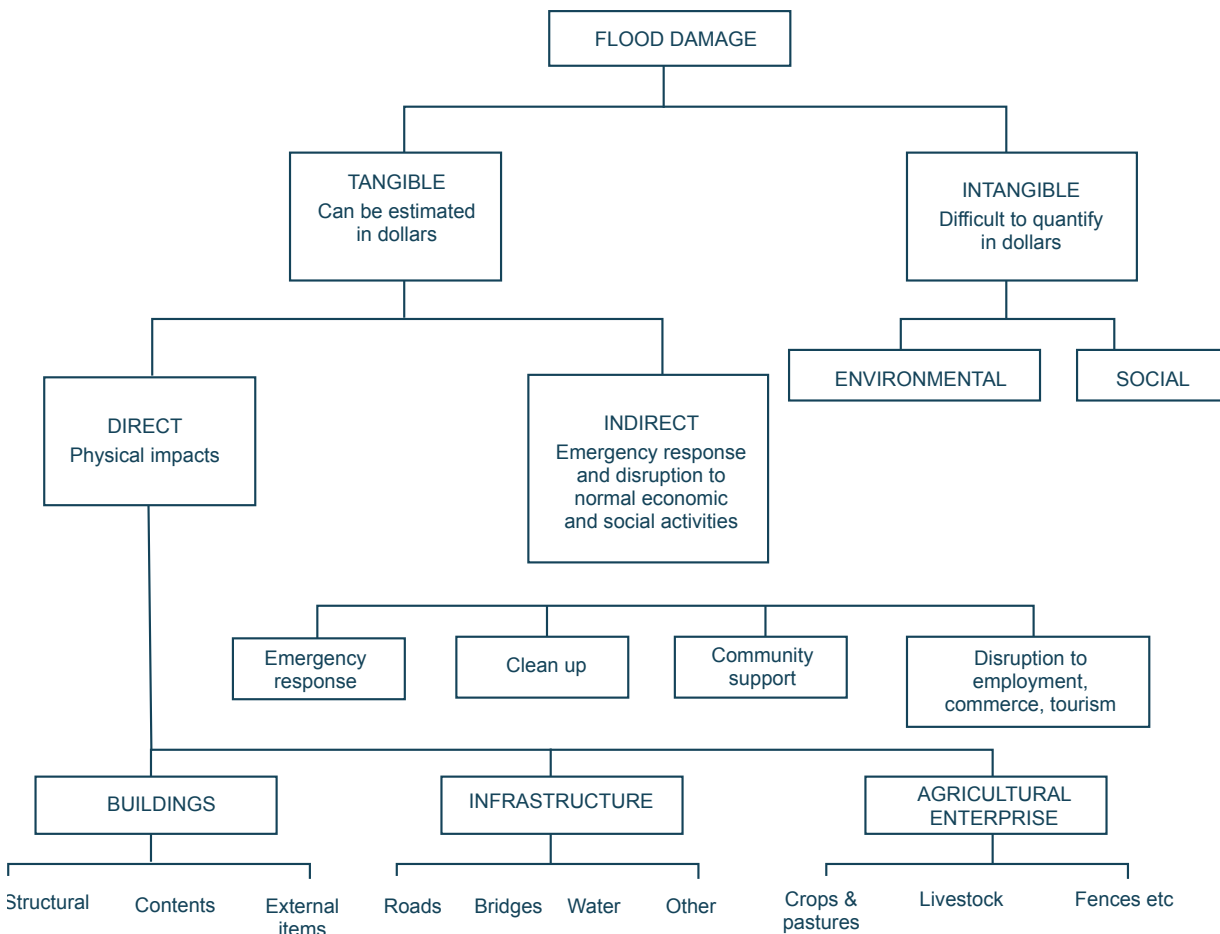 FLOOD DAMAGE
TANGIBLE
Can be estimated
in dollars
INTANGIBLE
Difficult to quantify
in dollars
ENVIRONMENTAL
SOCIAL
DIRECT
Physical impacts
INDIRECT
Emergency response
and disruption to
normal economic
and social activities
Emergency
response
Clean up
Community
support
Disruption to
employment,
commerce, tourism
BUILDINGS
INFRASTRUCTURE
AGRICULTURAL
ENTERPRISE
Structural
Contents
External
items
Roads
Bridges
Water
Other
Crops &
pastures
Livestock
Fences etc